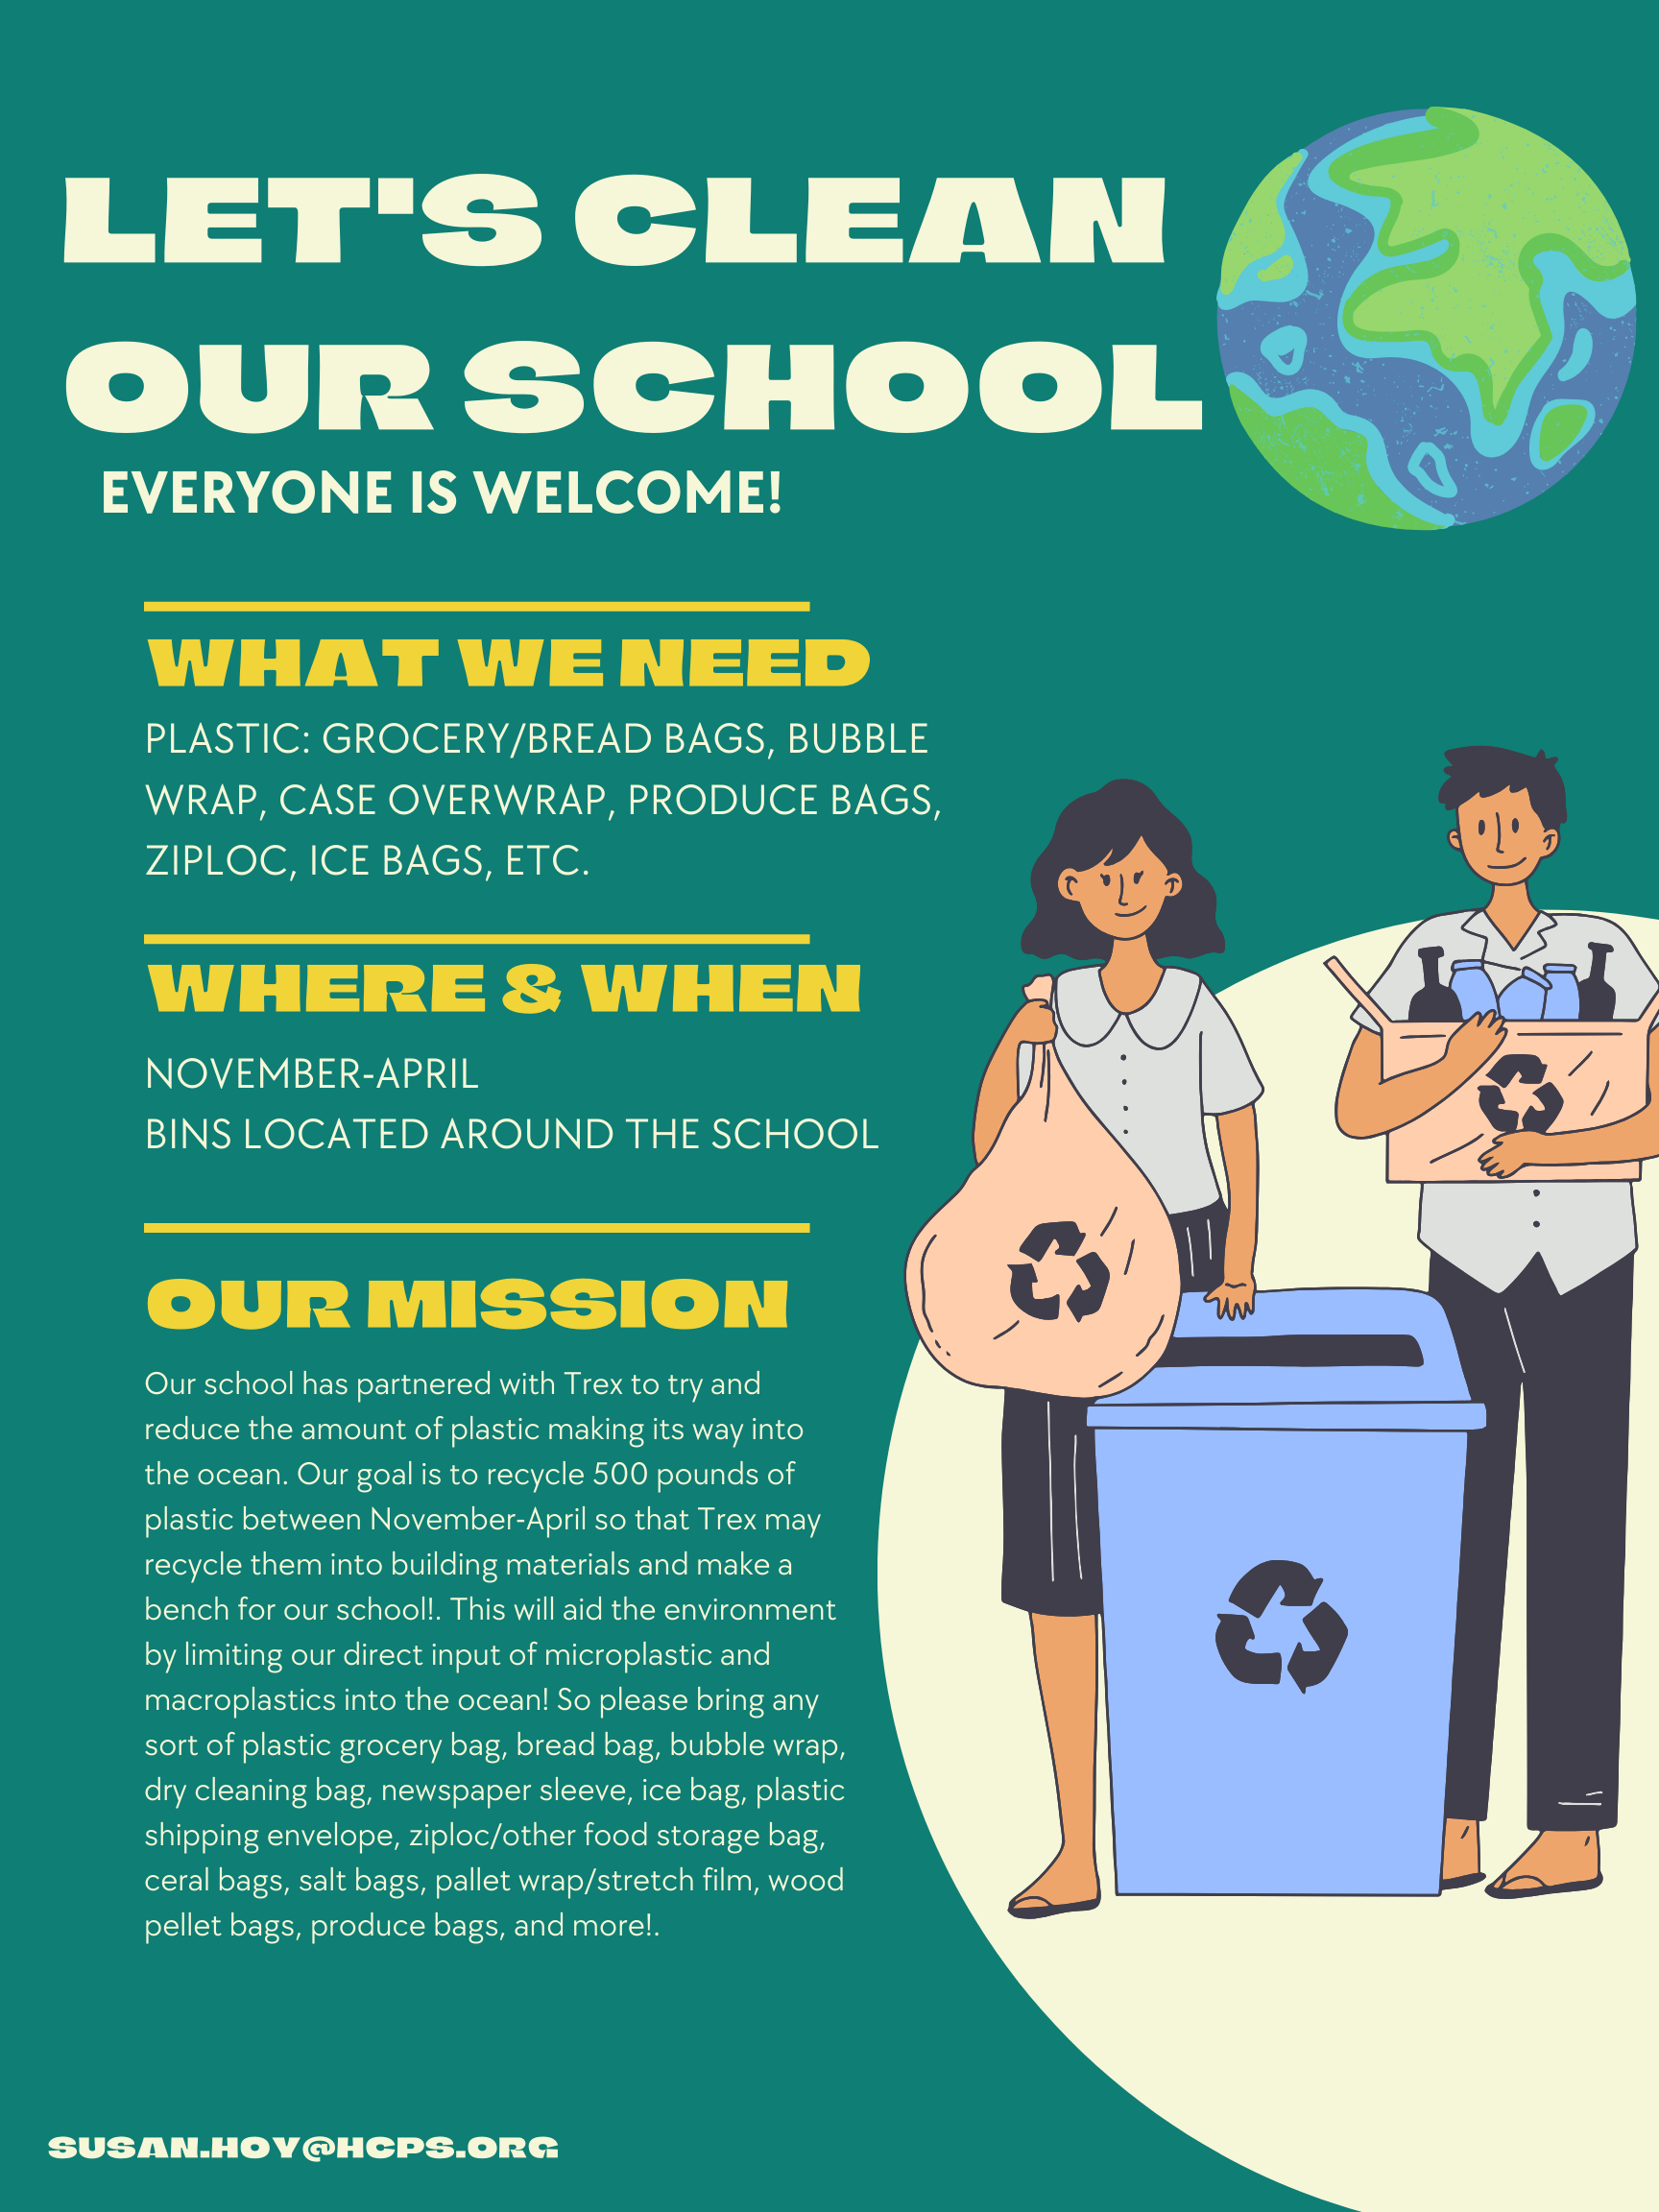 LET'S CLEAN
OUR SCHOOL
EVERYONE IS WELCOME!
WHAT WE NEED
PLASTIC: GROCERY/BREAD BAGS, BUBBLE
WRAP, CASE OVERWRAP, PRODUCE BAGS,
ZIPLOC, ICE BAGS, ETC.
WHERE & WHEN
NOVEMBER-APRIL
BINS LOCATED AROUND THE SCHOOL
OUR MISSION
Our school has partnered with Trex to try and
reduce the amount of plastic making its way into
the ocean. Our goal is to recycle 500 pounds of
plastic between November-April so that Trex may
recycle them into building materials and make a
bench for our school!. This will aid the environment
by limiting our direct input of microplastic and
macroplastics into the ocean! So please bring any
sort of plastic grocery bag, bread bag, bubble wrap,
dry cleaning bag, newspaper sleeve, ice bag, plastic
shipping envelope, ziploc/other food storage bag,
ceral bags, salt bags, pallet wrap/stretch film, wood
pellet bags, produce bags, and more!.
SUSAN.HOY@HCPS.ORG